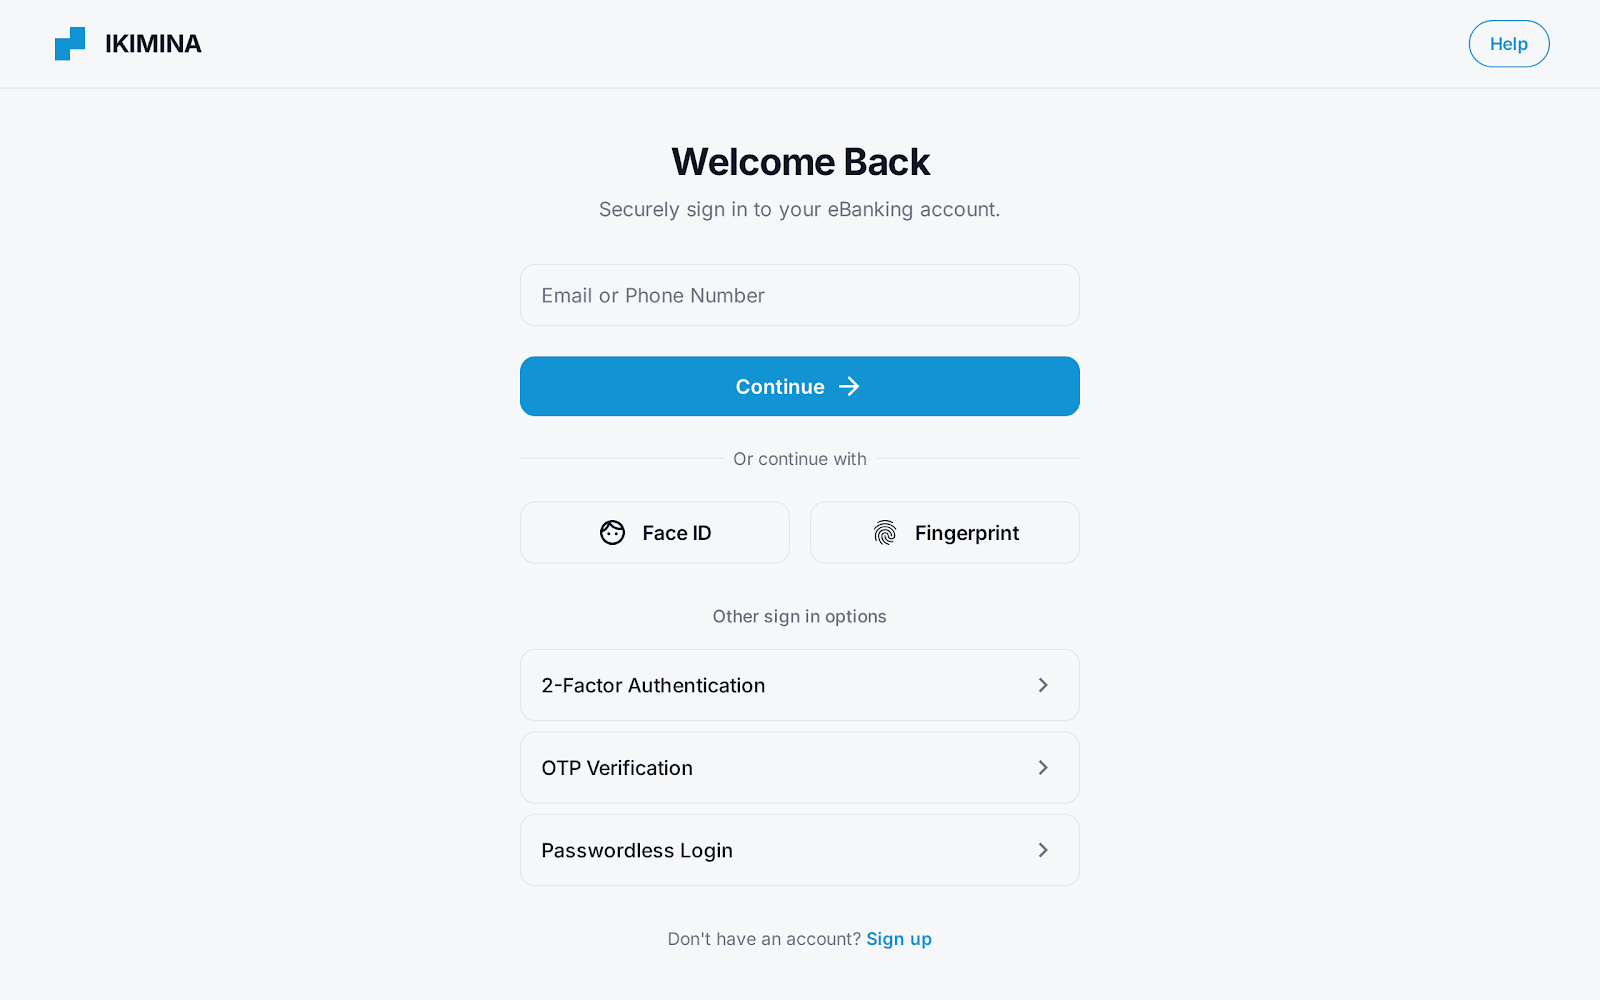 IKIMINA
Help
Welcome Back
Securely sign in to your eBanking account.
Email or Phone Number
Continue
Or continue with
Face ID
Fingerprint
Other sign in options
2-Factor Authentication
OTP Verification
Passwordless Login
Don't have an account? Sign up